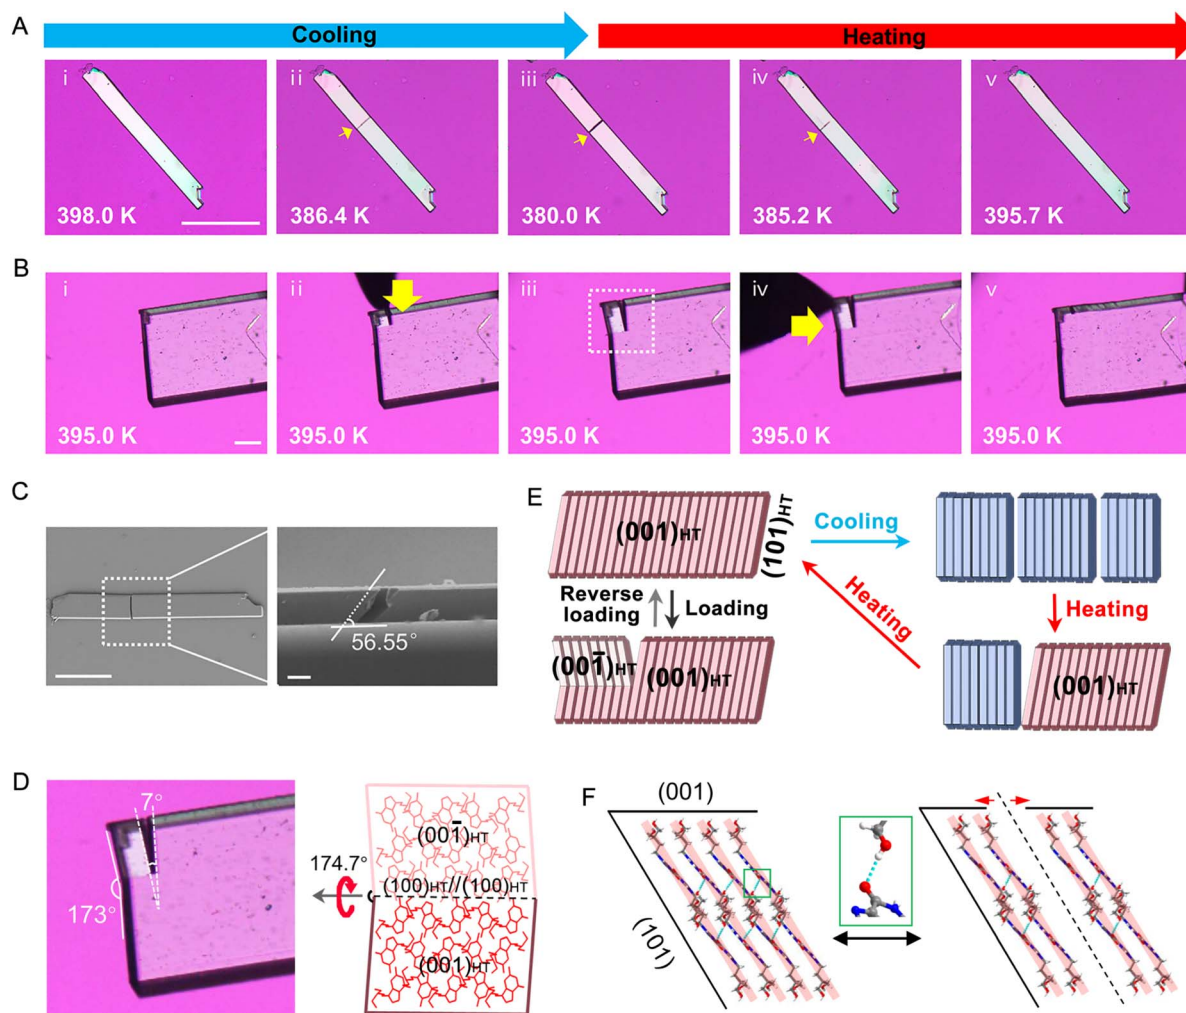 A
Cooling
Heating
i
ii
iii
iv
v
398.0 K
386.4 K
380.0 K
385.2 K
395.7 K
B
i
ii
iii
iv
v
395.0 K
395.0 K
395.0 K
395.0 K
395.0 K
C
56.55°
E
(001)HT
(101)HT
Cooling
Reverse
loading
Loading
Heating
Heating
(001̄)HT
(001)HT
(001)HT
D
7°
173°
174.7°
(001̄)HT
(100)HT//(100)HT
(001)HT
F
(001)
(101)